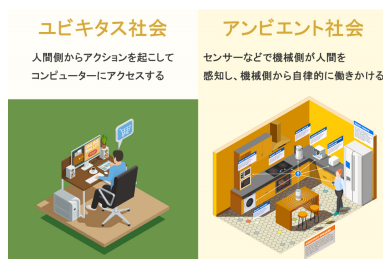 ユビキタス社会
人間側からアクションを起こして
コンピューターにアクセスする
アンビエント社会
センサーなどで機械側が人間を
感知し、機械側から自律的に働きかける